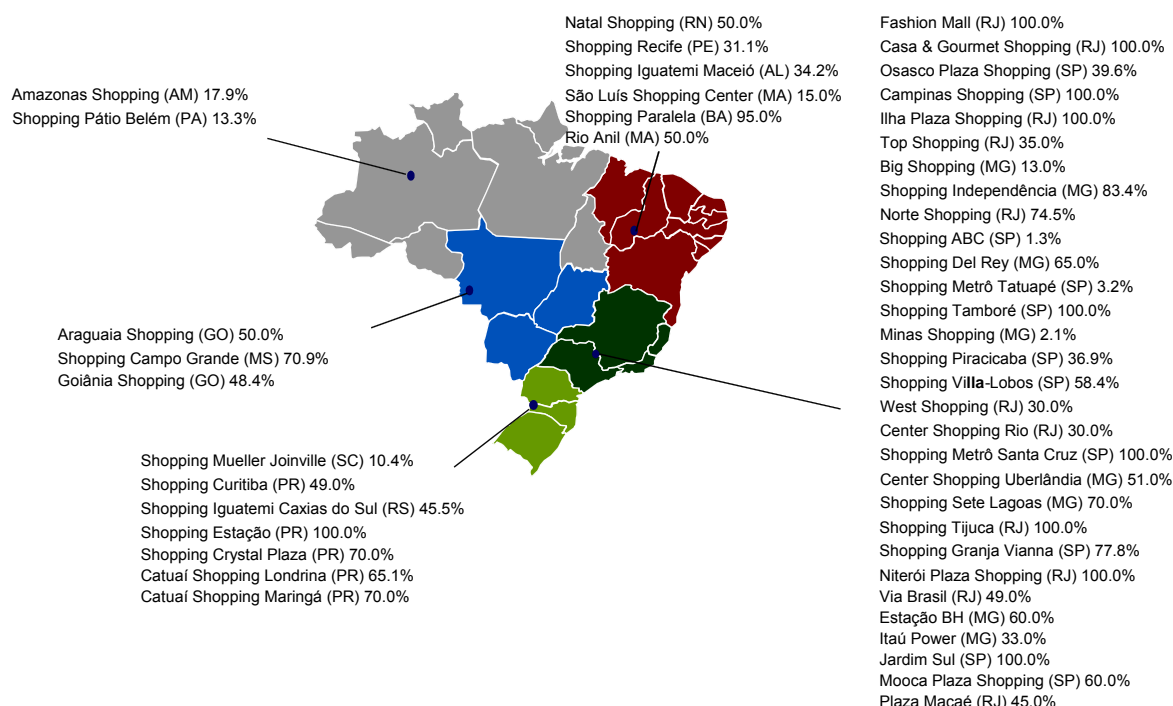 Natal Shopping (RN) 50.0%
Shopping Recife (PE) 31.1%
Shopping Iguatemi Maceió (AL) 34.2%
São Luís Shopping Center (MA) 15.0%
Shopping Paralela (BA) 95.0%
Rio Anil (MA) 50.0%
Amazonas Shopping (AM) 17.9%
Shopping Pátio Belém (PA) 13.3%
Araguaia Shopping (GO) 50.0%
Shopping Campo Grande (MS) 70.9%
Goiânia Shopping (GO) 48.4%
Shopping Mueller Joinville (SC) 10.4%
Shopping Curitiba (PR) 49.0%
Shopping Iguatemi Caxias do Sul (RS) 45.5%
Shopping Estação (PR) 100.0%
Shopping Crystal Plaza (PR) 70.0%
Catuaí Shopping Londrina (PR) 65.1%
Catuaí Shopping Maringá (PR) 70.0%
Fashion Mall (RJ) 100.0%
Casa & Gourmet Shopping (RJ) 100.0%
Osasco Plaza Shopping (SP) 39.6%
Campinas Shopping (SP) 100.0%
Ilha Plaza Shopping (RJ) 100.0%
Top Shopping (RJ) 35.0%
Big Shopping (MG) 13.0%
Shopping Independência (MG) 83.4%
Norte Shopping (RJ) 74.5%
Shopping ABC (SP) 1.3%
Shopping Del Rey (MG) 65.0%
Shopping Metrô Tatuapé (SP) 3.2%
Shopping Tamboré (SP) 100.0%
Minas Shopping (MG) 2.1%
Shopping Piracicaba (SP) 36.9%
Shopping Villa-Lobos (SP) 58.4%
West Shopping (RJ) 30.0%
Center Shopping Rio (RJ) 30.0%
Shopping Metrô Santa Cruz (SP) 100.0%
Center Shopping Uberlândia (MG) 51.0%
Shopping Sete Lagoas (MG) 70.0%
Shopping Tijuca (RJ) 100.0%
Shopping Granja Vianna (SP) 77.8%
Niterói Plaza Shopping (RJ) 100.0%
Via Brasil (RJ) 49.0%
Estação BH (MG) 60.0%
Itaú Power (MG) 33.0%
Jardim Sul (SP) 100.0%
Mooca Plaza Shopping (SP) 60.0%
Plaza Macaé (RJ) 45.0%